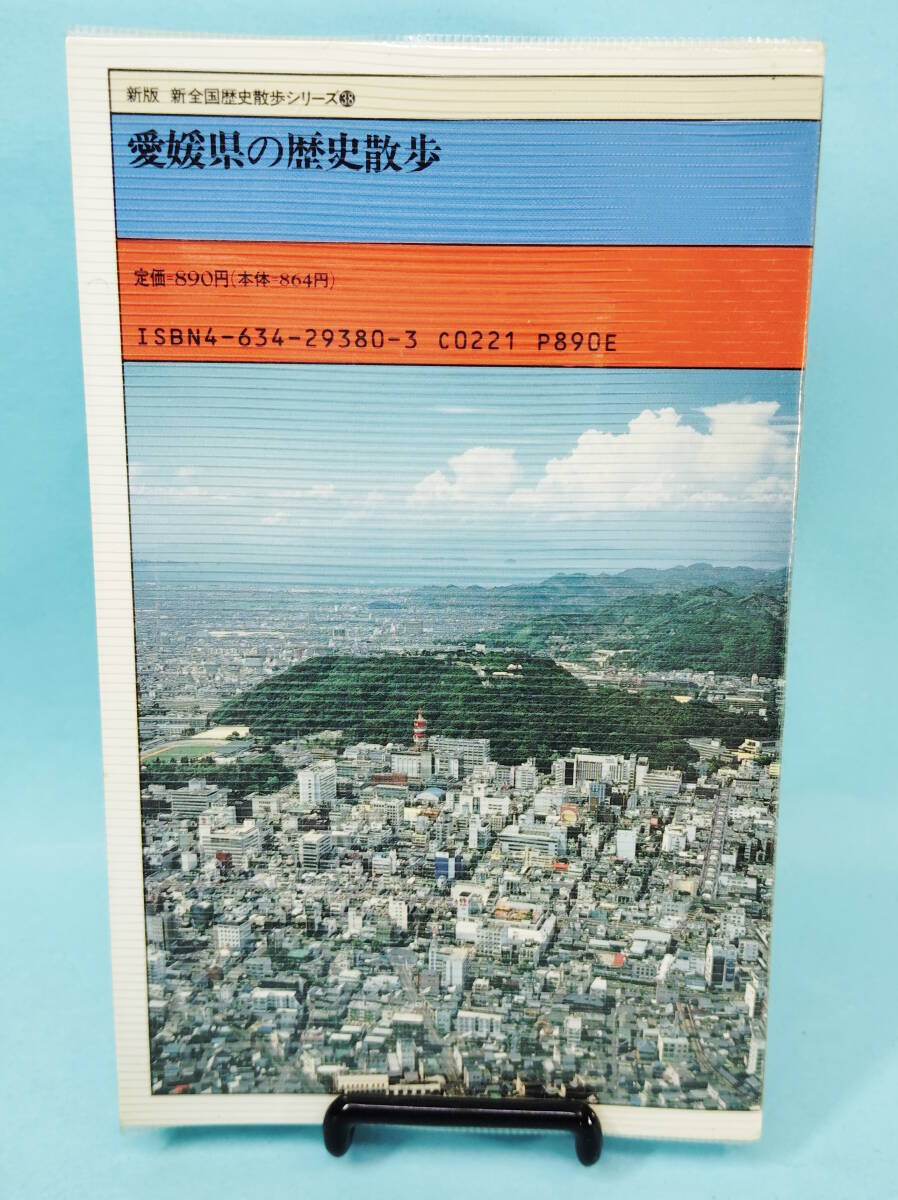 新版 新全国歴史散歩シリーズ㊳
愛媛県の歴史散歩
定価=890円(本体=864円)
ISBN4-634-29380-3 C0221 P890E